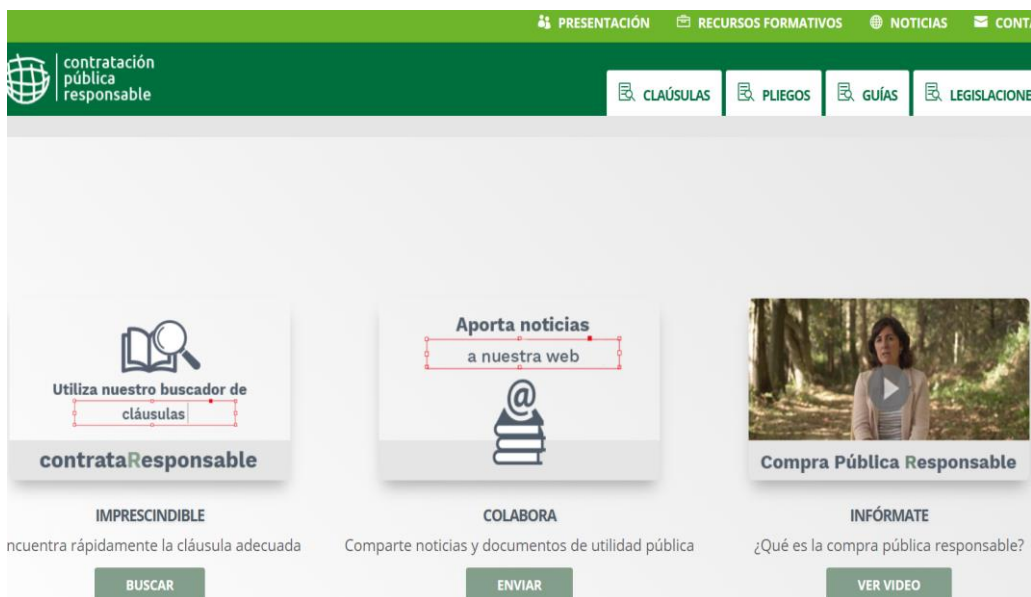 PRESENTACIÓN RECURSOS FORMATIVOS NOTICIAS CONTA
contratación
pública
responsable
CLAÚSULAS PLIEGOS GUÍAS LEGISLACIONE
Utiliza nuestro buscador de
cláusulas
contrataResponsable
IMPRESCINDIBLE
ncuentra rápidamente la cláusula adecuada
BUSCAR
Aporta noticias
a nuestra web
@
COLABORA
Comparte noticias y documentos de utilidad pública
ENVIAR
Compra Pública Responsable
INFÓRMATE
¿Qué es la compra pública responsable?
VER VIDEO